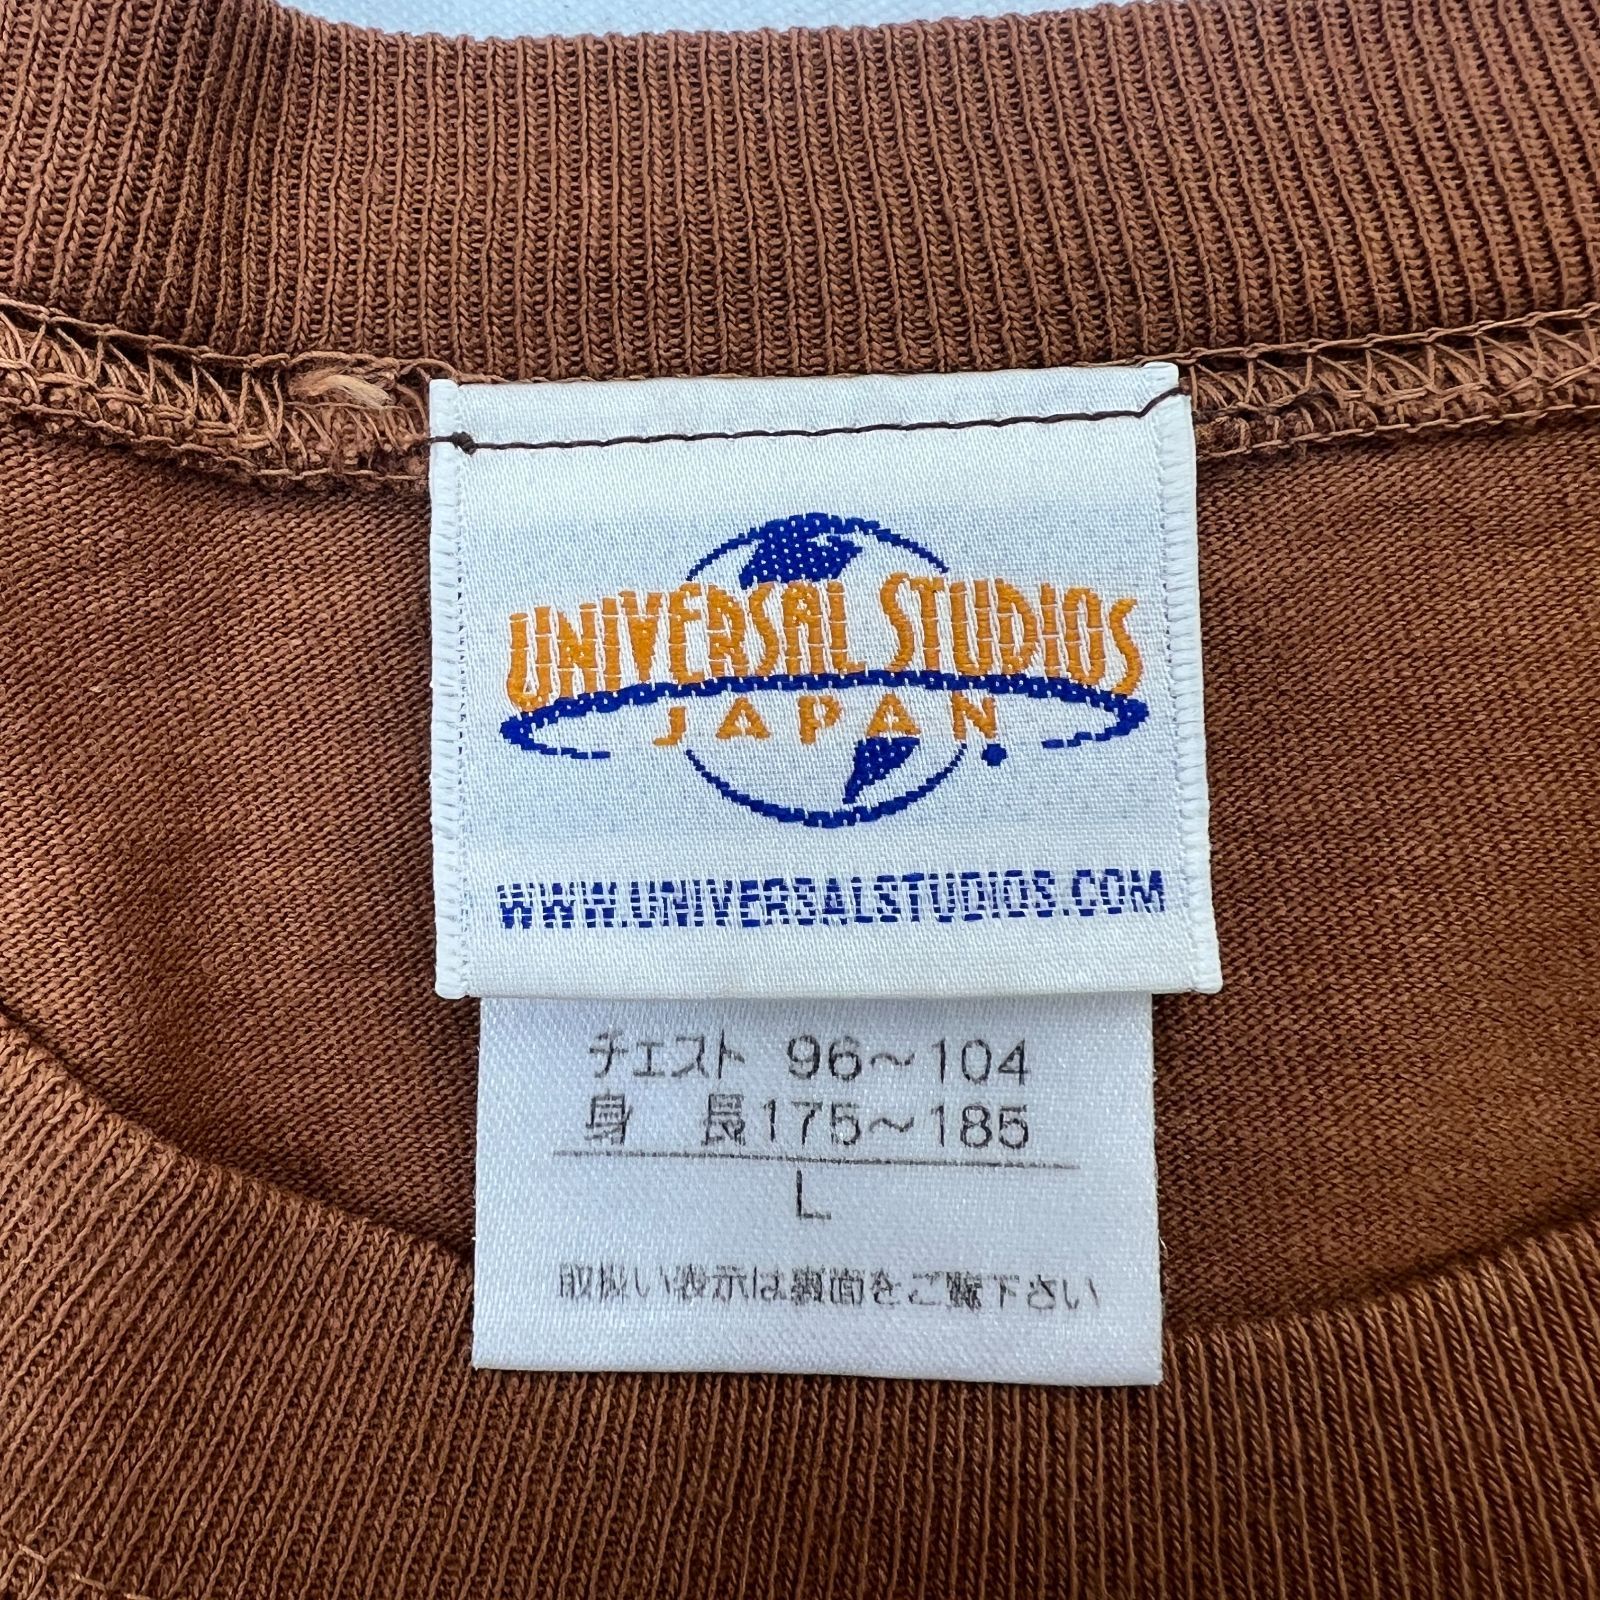 UNIVERSAL STUDIOS
JAPAN
WWW.UNIVERSALSTUDIOS.COM
チェスト 96～104
身 長175～185
L
取扱い表示は裏面をご覧下さい